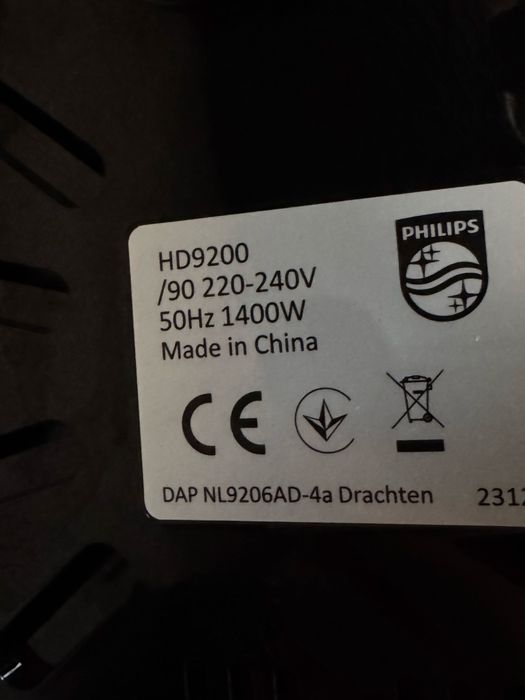 PHILIPS
HD9200
/90 220-240V
50Hz 1400W
Made in China
CE
DAP NL9206AD-4a Drachten 2312